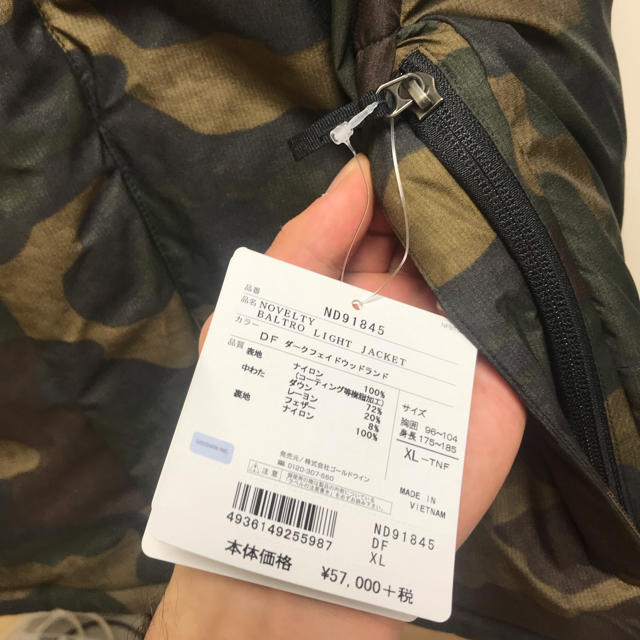 品番 ND91845
品名 NOVELTY
BALTRO LIGHT JACKET
カラー
DF ダークフェイドウッドランド
品質 表地 ナイロン 100%
(コーティング等樹脂加工)
中わた ダウン 72%
レーヨン 20%
フェザー 8%
裏地 ナイロン 100%
サイズ
胸囲 96~104
身長 175~185
XL-TNF
発売元/株式会社ゴールドウイン
0120-307-560
注意
MADE IN
VIETNAM
4936149255987
ND91845
DF
XL
本体価格 ¥57,000+税